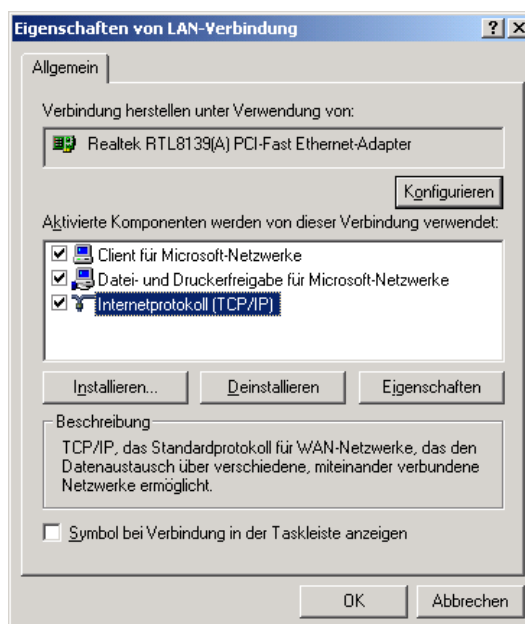 Eigenschaften von LAN-Verbindung
Allgemein
Verbindung herstellen unter Verwendung von:
Realtek RTL8139(A) PCI-Fast Ethernet-Adapter
Konfigurieren
Aktivierte Komponenten werden von dieser Verbindung verwendet:
Client für Microsoft-Netzwerke
Datei- und Druckerfreigabe für Microsoft-Netzwerke
Internetprotokoll (TCP/IP)
Installieren... Deinstallieren Eigenschaften
Beschreibung
TCP/IP, das Standardprotokoll für WAN-Netzwerke, das den
Datenaustausch über verschiedene, miteinander verbundene
Netzwerke ermöglicht.
Symbol bei Verbindung in der Taskleiste anzeigen
OK Abbrechen